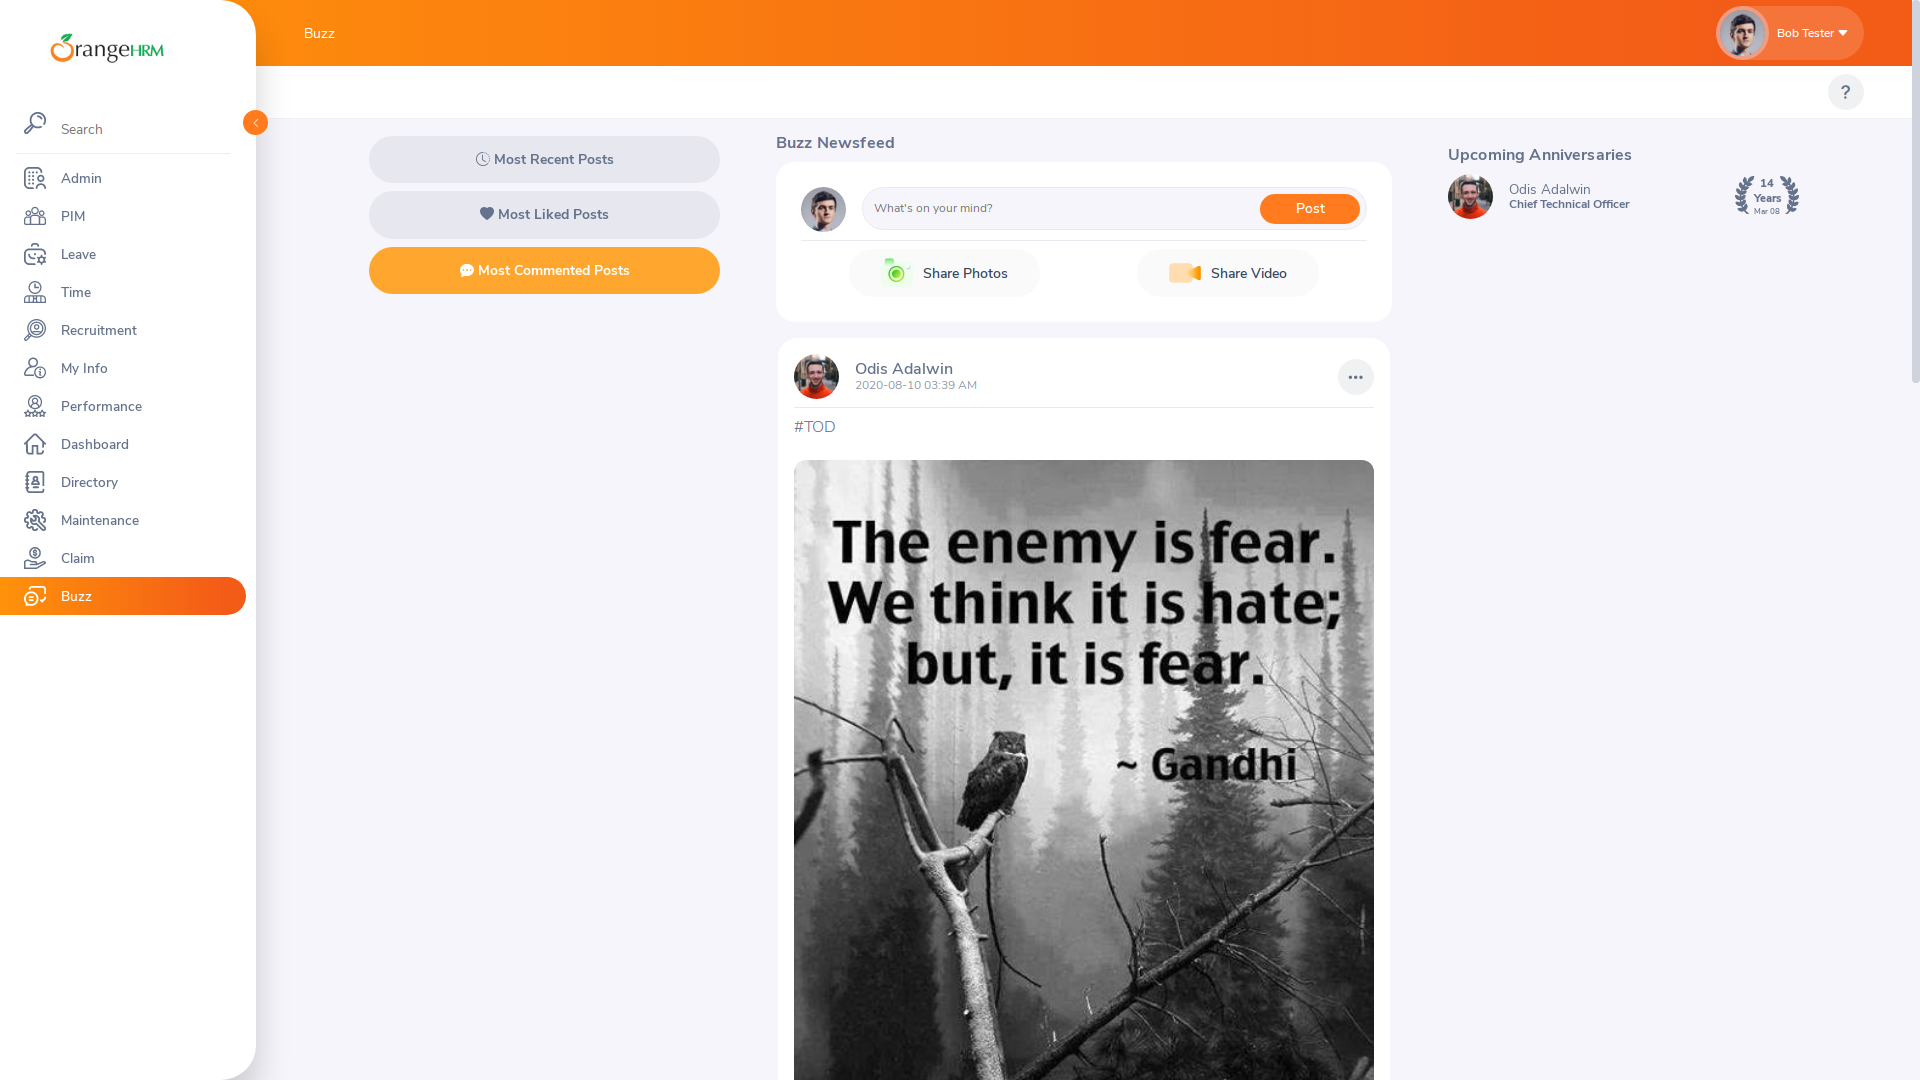 OrangeHRM
Search
Admin
PIM
Leave
Time
Recruitment
My Info
Performance
Dashboard
Directory
Maintenance
Claim
Buzz
Buzz
Bob Tester
?
Most Recent Posts
Most Liked Posts
Most Commented Posts
Buzz Newsfeed
What's on your mind?
Post
Share Photos
Share Video
Odis Adalwin
2020-08-10 03:39 AM
#TOD
The enemy is fear.
We think it is hate;
but, it is fear.
~ Gandhi
Upcoming Anniversaries
Odis Adalwin
Chief Technical Officer
14
Years
Mar 08